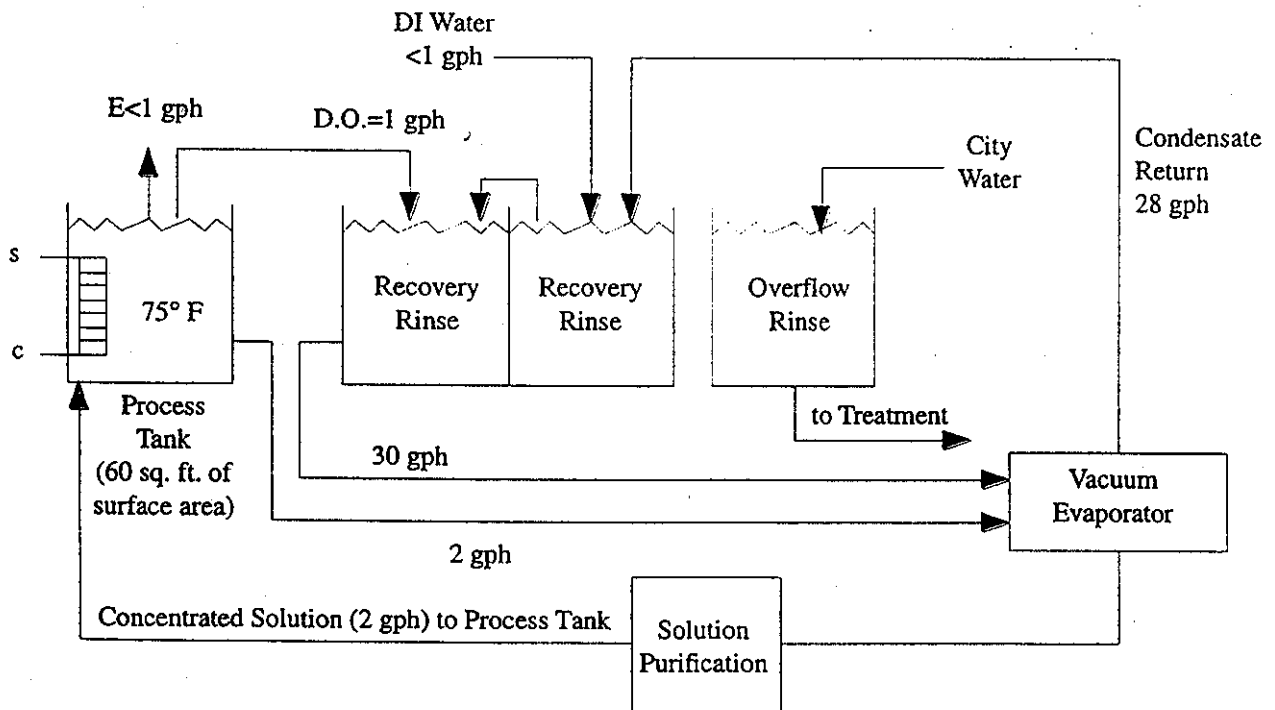 DI Water
<1 gph
E<1 gph
D.O.=1 gph
City
Water
Condensate
Return
28 gph
S
C
75° F
Recovery
Rinse
Recovery
Rinse
Overflow
Rinse
Process
Tank
(60 sq. ft. of
surface area)
to Treatment
30 gph
Vacuum
Evaporator
2 gph
Concentrated Solution (2 gph) to Process Tank
Solution
Purification